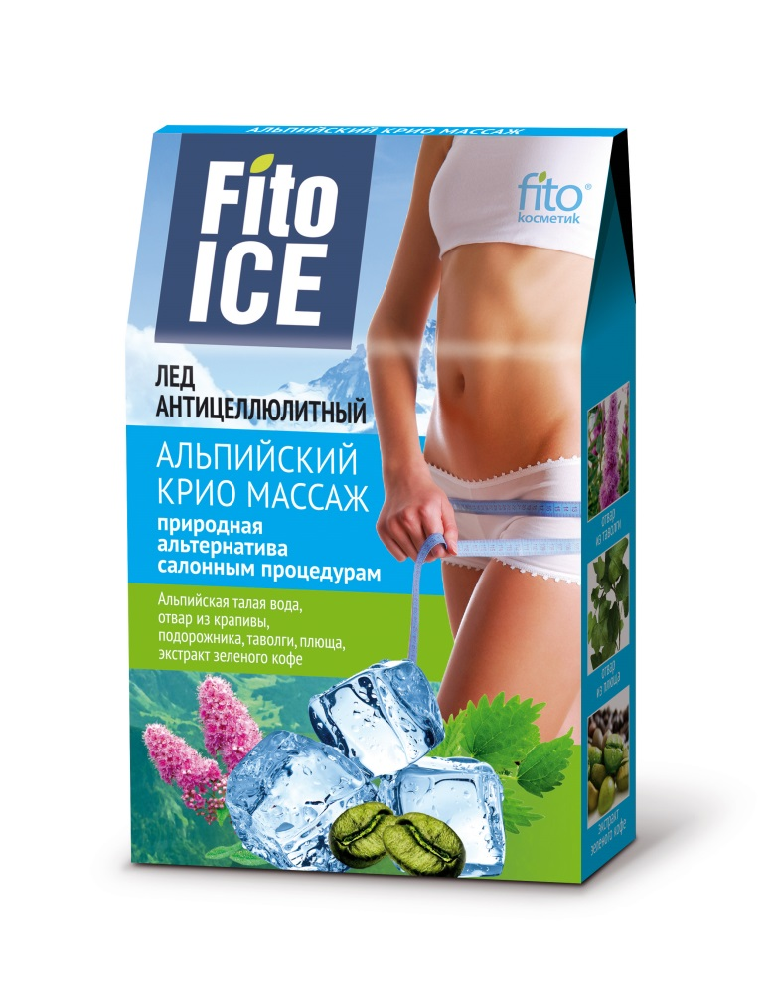 АЛЬПИЙСКИЙ КРИО МАССАЖ
Fito
ICE
fito®
косметик
ЛЕД
АНТИЦЕЛЛЮЛИТНЫЙ
АЛЬПИЙСКИЙ
КРИО МАССАЖ
природная
альтернатива
салонным процедурам
Альпийская талая вода,
отвар из крапивы,
подорожника, таволги, плюща,
экстракт зеленого кофе
отвар
из таволги
отвар
из плюща
экстракт
зеленого кофе